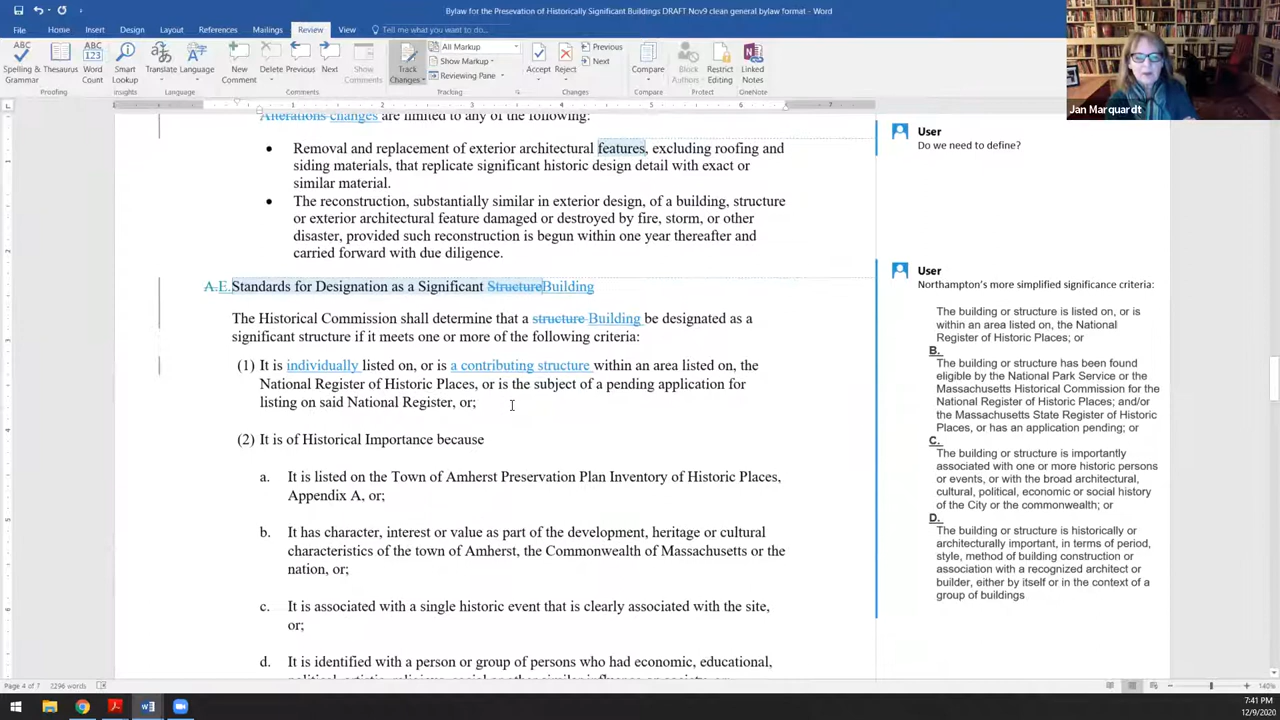 Bylaw for the Presevation of Historically Significant Buildings DRAFT Nov9 clean general bylaw format - Word
File Home Insert Draw Design Layout References Mailings Review View Tell me what you want to do...
Spelling & Grammar
Thesaurus
Word Count
Smart Lookup
Translate
Language
New Comment
Delete
Previous
Next
Show Comments
Track Changes
All Markup
Show Markup
Reviewing Pane
Accept
Reject
Previous
Next
Compare
Block Authors
Restrict Editing
Linked Notes
Proofing
Insights
Language
Comments
Tracking
Changes
Compare
Protect
OneNote
Jan Marquardt
Alterations changes are limited to any of the following:
• Removal and replacement of exterior architectural features, excluding roofing and
siding materials, that replicate significant historic design detail with exact or
similar material.
• The reconstruction, substantially similar in exterior design, of a building, structure
or exterior architectural feature damaged or destroyed by fire, storm, or other
disaster, provided such reconstruction is begun within one year thereafter and
carried forward with due diligence.
A.E.Standards for Designation as a Significant StructureBuilding
The Historical Commission shall determine that a structure Building be designated as a
significant structure if it meets one or more of the following criteria:
(1) It is individually listed on, or is a contributing structure within an area listed on, the
National Register of Historic Places, or is the subject of a pending application for
listing on said National Register, or;
(2) It is of Historical Importance because
a. It is listed on the Town of Amherst Preservation Plan Inventory of Historic Places,
Appendix A, or;
b. It has character, interest or value as part of the development, heritage or cultural
characteristics of the town of Amherst, the Commonwealth of Massachusetts or the
nation, or;
c. It is associated with a single historic event that is clearly associated with the site,
or;
d. It is identified with a person or group of persons who had economic, educational,
User
Do we need to define?
User
Northampton's more simplified significance criteria:
The building or structure is listed on, or is
within an area listed on, the National
Register of Historic Places; or
B.
The building or structure has been found
eligible by the National Park Service or the
Massachusetts Historical Commission for the
National Register of Historic Places; and/or
the Massachusetts State Register of Historic
Places, or has an application pending; or
C.
The building or structure is importantly
associated with one or more historic persons
or events, or with the broad architectural,
cultural, political, economic or social history
of the City or the commonwealth; or
D.
The building or structure is historically or
architecturally important, in terms of period,
style, method of building construction or
association with a recognized architect or
builder, either by itself or in the context of a
group of buildings
Page 4 of 7 2296 words
140%
7:41 PM
12/9/2020